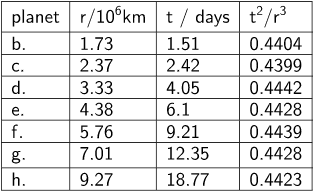 planet r/10⁶km t / days t²/r³
b. 1.73 1.51 0.4404
c. 2.37 2.42 0.4399
d. 3.33 4.05 0.4442
e. 4.38 6.1 0.4428
f. 5.76 9.21 0.4439
g. 7.01 12.35 0.4428
h. 9.27 18.77 0.4423